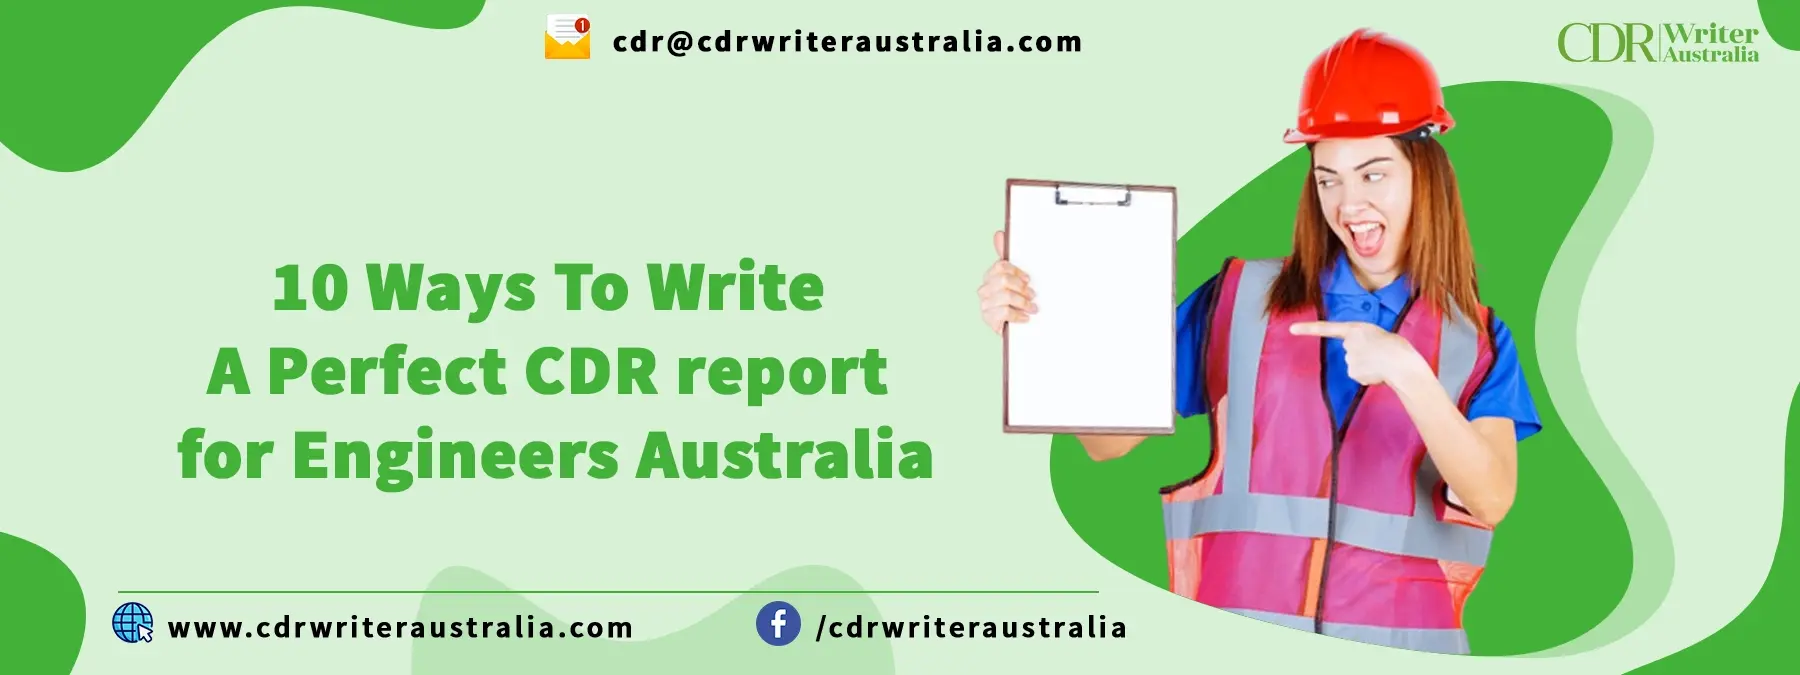 1
cdr@cdrwriteraustralia.com
CDR Writer
Australia
10 Ways To Write
A Perfect CDR report
for Engineers Australia
www.cdrwriteraustralia.com
/cdrwriteraustralia